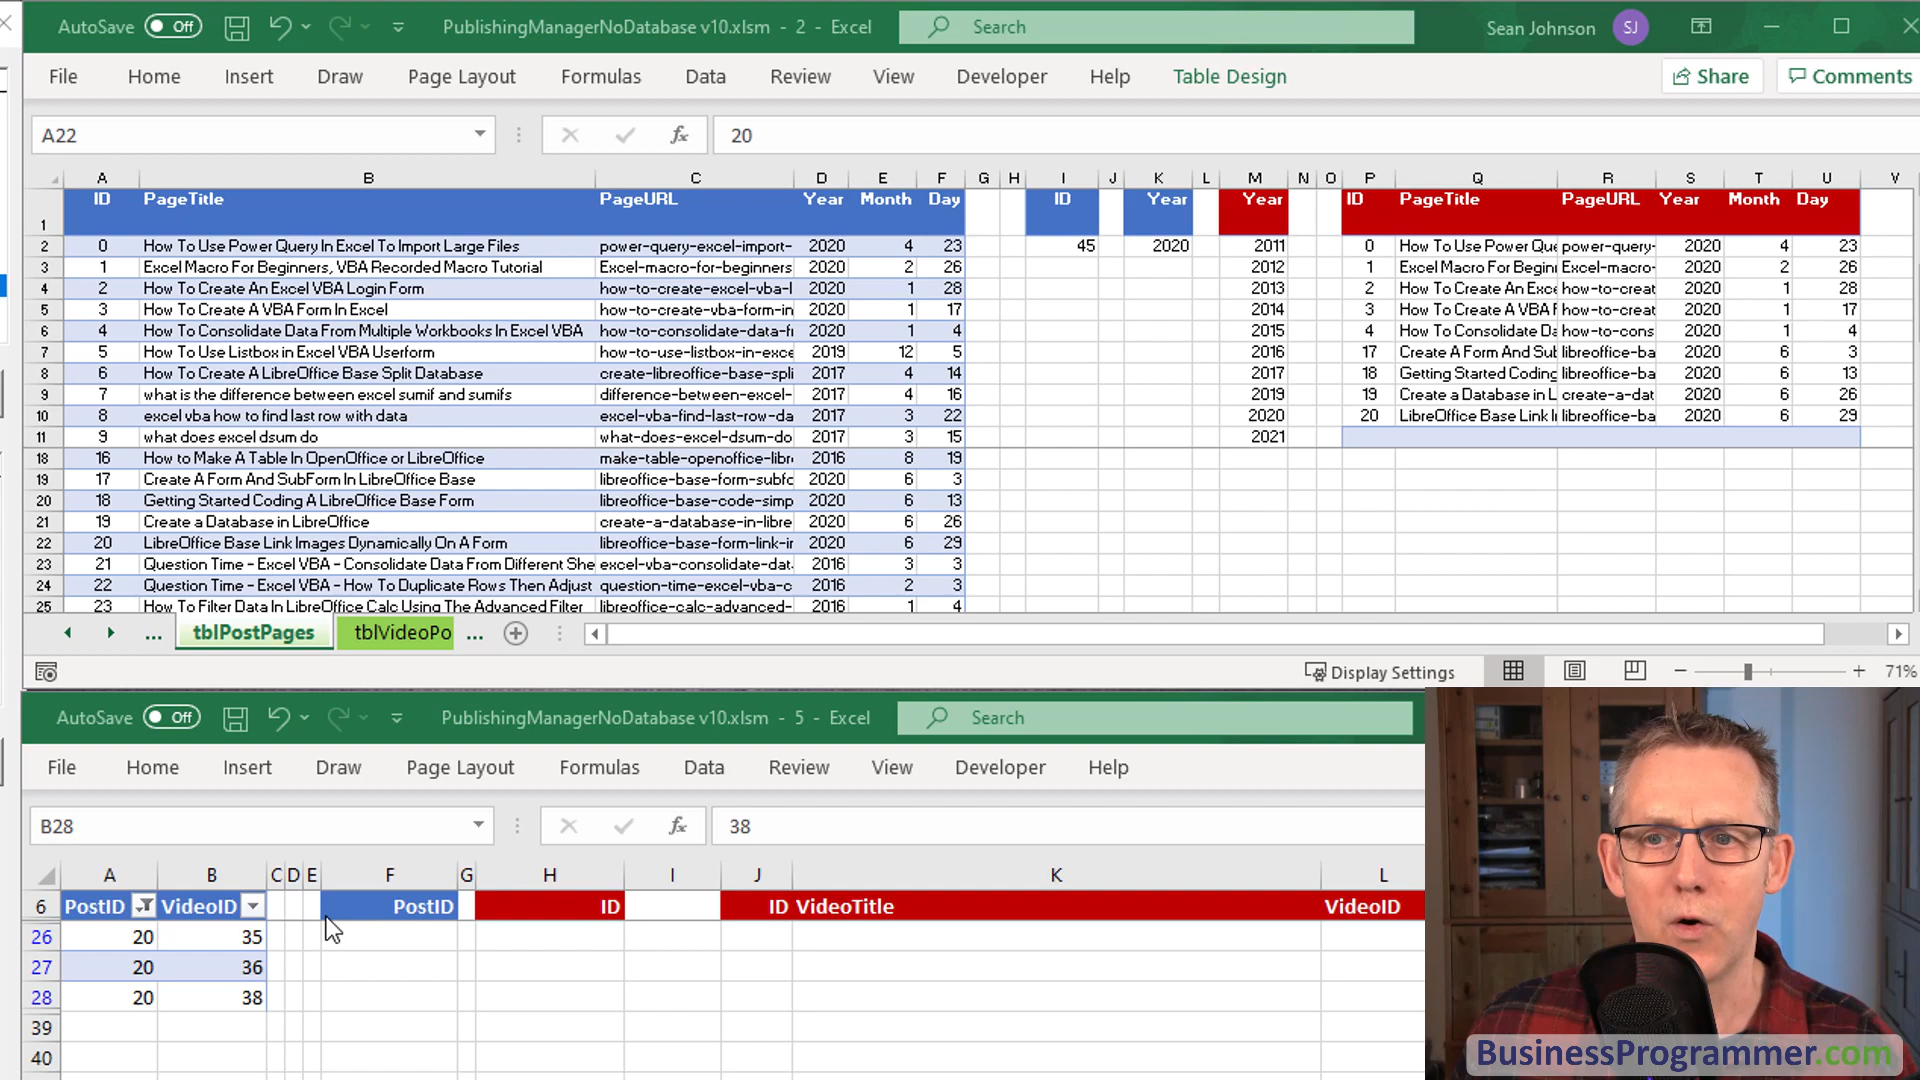 AutoSave Off PublishingManagerNoDatabase v10.xlsm - 2 - Excel Search Sean Johnson SJ
File Home Insert Draw Page Layout Formulas Data Review View Developer Help Table Design Share Comments
A22 fx 20
A B C D E F G H I J K L M N O P Q R S T U V
1 ID PageTitle PageURL Year Month Day ID Year Year ID PageTitle PageURL Year Month Day
2 0 How To Use Power Query In Excel To Import Large Files power-query-excel-import- 2020 4 23 45 2020 2011 0 How To Use Power Que power-query- 2020 4 23
3 1 Excel Macro For Beginners, VBA Recorded Macro Tutorial Excel-macro-for-beginners 2020 2 26 2012 1 Excel Macro For Begin Excel-macro- 2020 2 26
4 2 How To Create An Excel VBA Login Form how-to-create-excel-vba-l 2020 1 28 2013 2 How To Create An Exce how-to-creat 2020 1 28
5 3 How To Create A VBA Form In Excel how-to-create-vba-form-in 2020 1 17 2014 3 How To Create A VBA F how-to-creat 2020 1 17
6 4 How To Consolidate Data From Multiple Workbooks In Excel VBA how-to-consolidate-data-f 2020 1 4 2015 4 How To Consolidate Da how-to-cons 2020 1 4
7 5 How To Use Listbox in Excel VBA Userform how-to-use-listbox-in-exce 2019 12 5 2016 17 Create A Form And Sub libreoffice-ba 2020 6 3
8 6 How To Create A LibreOffice Base Split Database create-libreoffice-base-spli 2017 4 14 2017 18 Getting Started Coding libreoffice-ba 2020 6 13
9 7 what is the difference between excel sumif and sumifs difference-between-excel- 2017 4 16 2019 19 Create a Database in L create-a-dat 2020 6 26
10 8 excel vba how to find last row with data excel-vba-find-last-row-da 2017 3 22 2020 20 LibreOffice Base Link I libreoffice-ba 2020 6 29
11 9 what does excel dsum do what-does-excel-dsum-do 2017 3 15 2021
18 16 How to Make A Table In OpenOffice or LibreOffice make-table-openoffice-libr 2016 8 19
19 17 Create A Form And SubForm In LibreOffice Base libreoffice-base-form-subfo 2020 6 3
20 18 Getting Started Coding A LibreOffice Base Form libreoffice-base-code-simp 2020 6 13
21 19 Create a Database in LibreOffice create-a-database-in-libre 2020 6 26
22 20 LibreOffice Base Link Images Dynamically On A Form libreoffice-base-form-link-i 2020 6 29
23 21 Question Time - Excel VBA - Consolidate Data From Different She excel-vba-consolidate-dat 2016 3 3
24 22 Question Time - Excel VBA - How To Duplicate Rows Then Adjust question-time-excel-vba-c 2016 2 3
25 23 How To Filter Data In LibreOffice Calc Using The Advanced Filter libreoffice-calc-advanced- 2016 1 4
... tblPostPages tblVideoPo ...
Display Settings 71%
AutoSave Off PublishingManagerNoDatabase v10.xlsm - 5 - Excel Search
File Home Insert Draw Page Layout Formulas Data Review View Developer Help
B28 fx 38
A B C D E F G H I J K L
6 PostID VideoID PostID ID ID VideoTitle VideoID
26 20 35
27 20 36
28 20 38
39
40
BusinessProgrammer.com